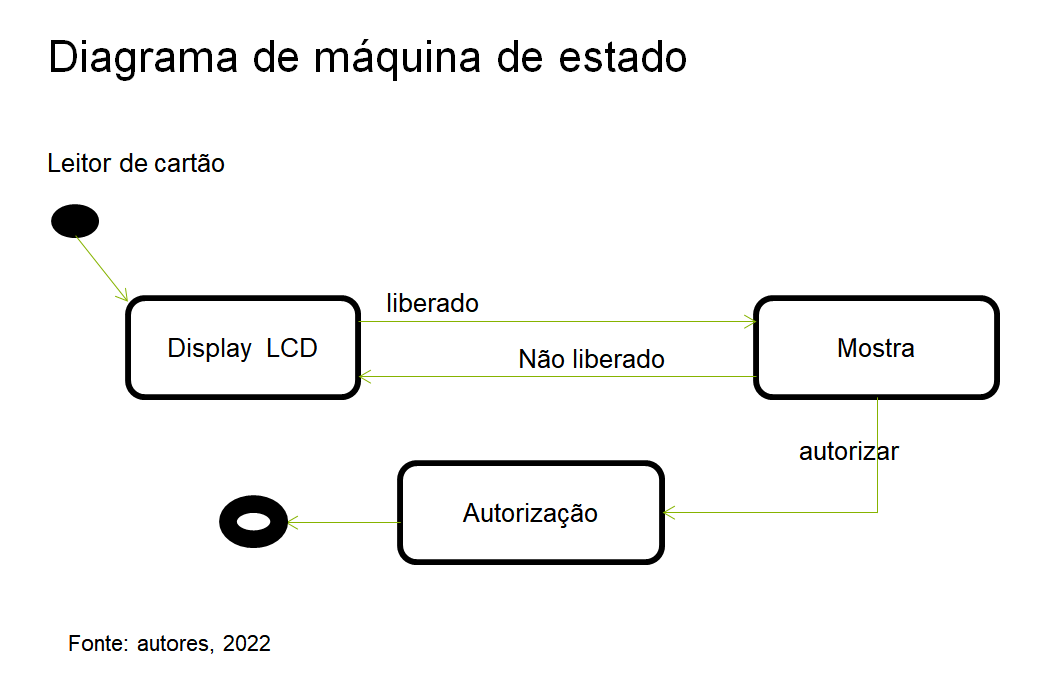 Diagrama de máquina de estado
Leitor de cartão
liberado
Display LCD
Mostra
Não liberado
autorizar
Autorização
Fonte: autores, 2022